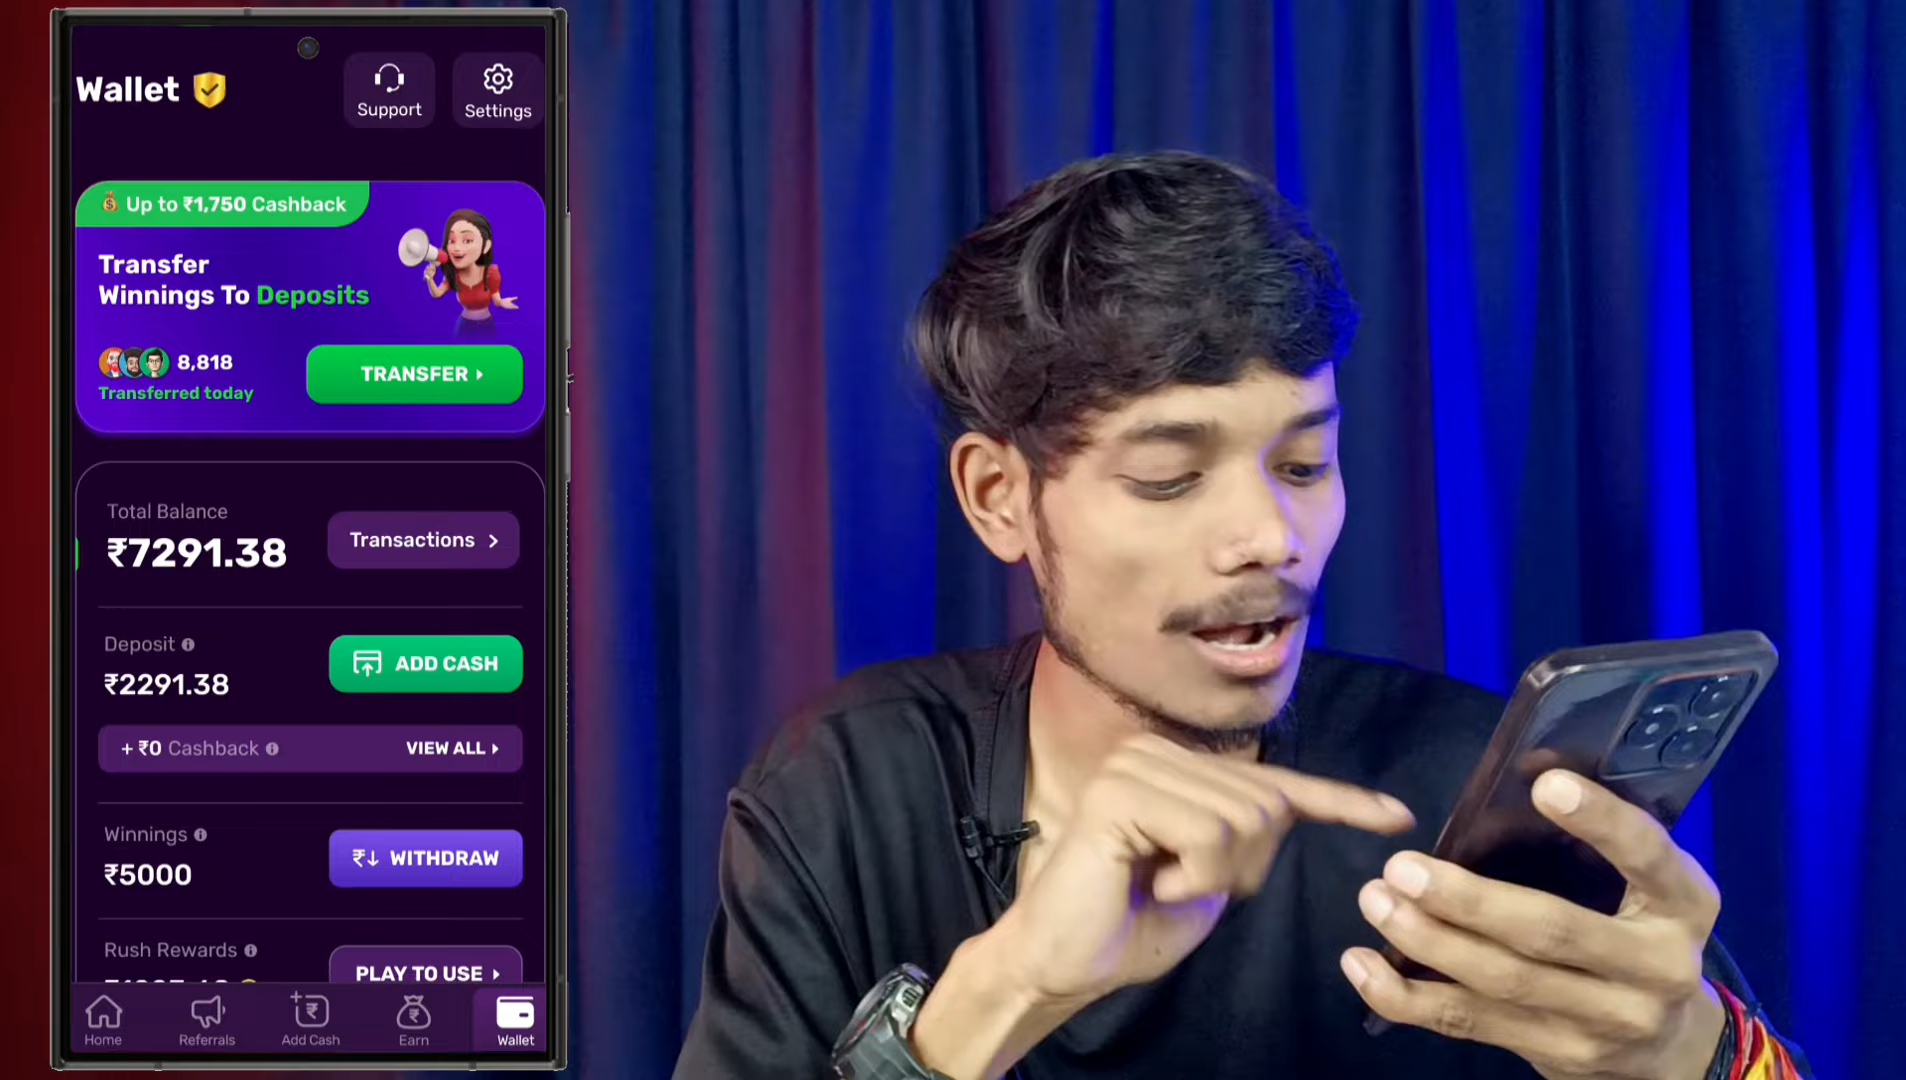 Wallet
Support
Settings
Up to ₹1,750 Cashback
Transfer
Winnings To Deposits
8,818
Transferred today
TRANSFER
Total Balance
₹7291.38
Transactions
Deposit
₹2291.38
ADD CASH
+ ₹0 Cashback
VIEW ALL
Winnings
₹5000
₹↓ WITHDRAW
Rush Rewards
PLAY TO USE
Home
Referrals
Add Cash
Earn
Wallet